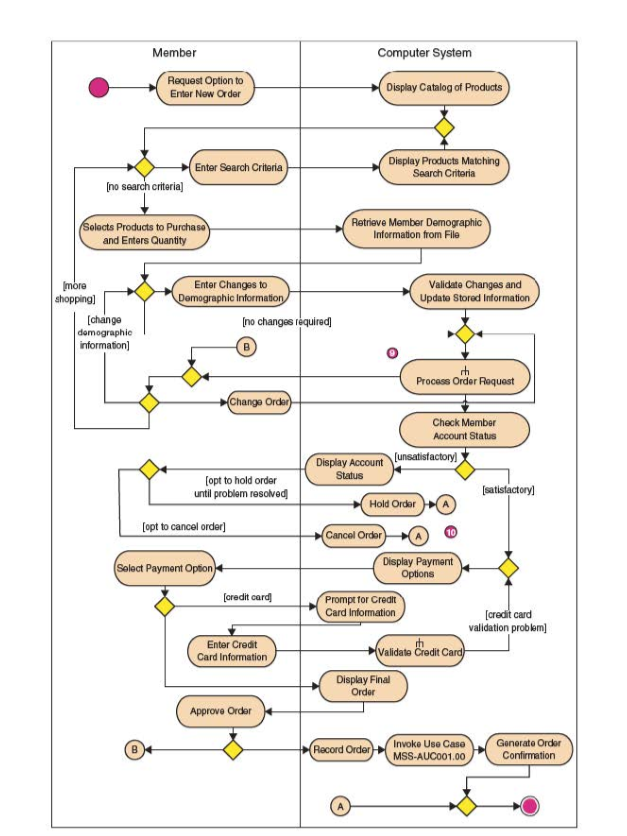 Member
Computer System
Request Option to
Enter New Order
Display Catalog of Products
Enter Search Criteria
Display Products Matching
Search Criteria
[no search criteria]
Selects Products to Purchase
and Enters Quantity
Retrieve Member Demographic
Information from File
[more
shopping]
Enter Changes to
Demographic Information
Validate Changes and
Update Stored Information
[change
demographic
information]
[no changes required]
B
9
Process Order Request
Change Order
Check Member
Account Status
[unsatisfactory]
Display Account
Status
[opt to hold order
until problem resolved]
[satisfactory]
Hold Order
A
[opt to cancel order]
Cancel Order
A
10
Select Payment Option
Display Payment
Options
[credit card]
Prompt for Credit
Card Information
[credit card
validation problem]
Enter Credit
Card Information
Validate Credit Card
Display Final
Order
Approve Order
B
Record Order
Invoke Use Case
MSS-AUC001.00
Generate Order
Confirmation
A